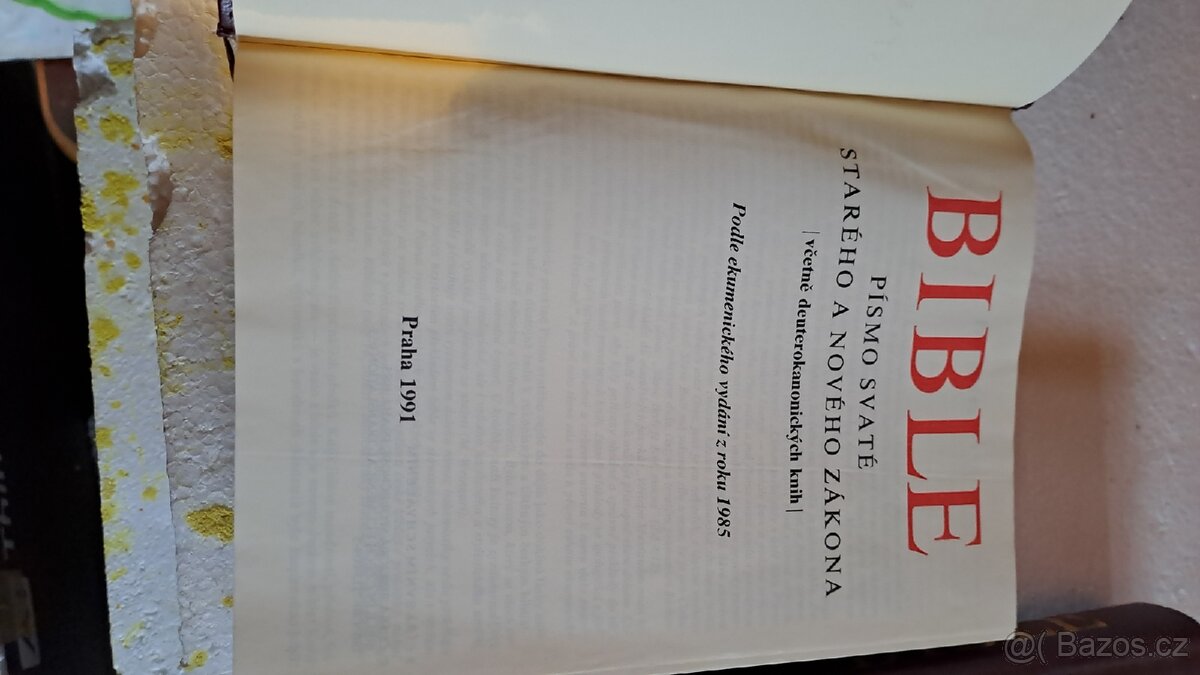 BIBLE
PÍSMO SVATÉ
STARÉHO A NOVÉHO ZÁKONA
| včetně deuterokanonických knih |
Podle ekumenického vydání z roku 1985
Praha 1991
@( Bazos.cz